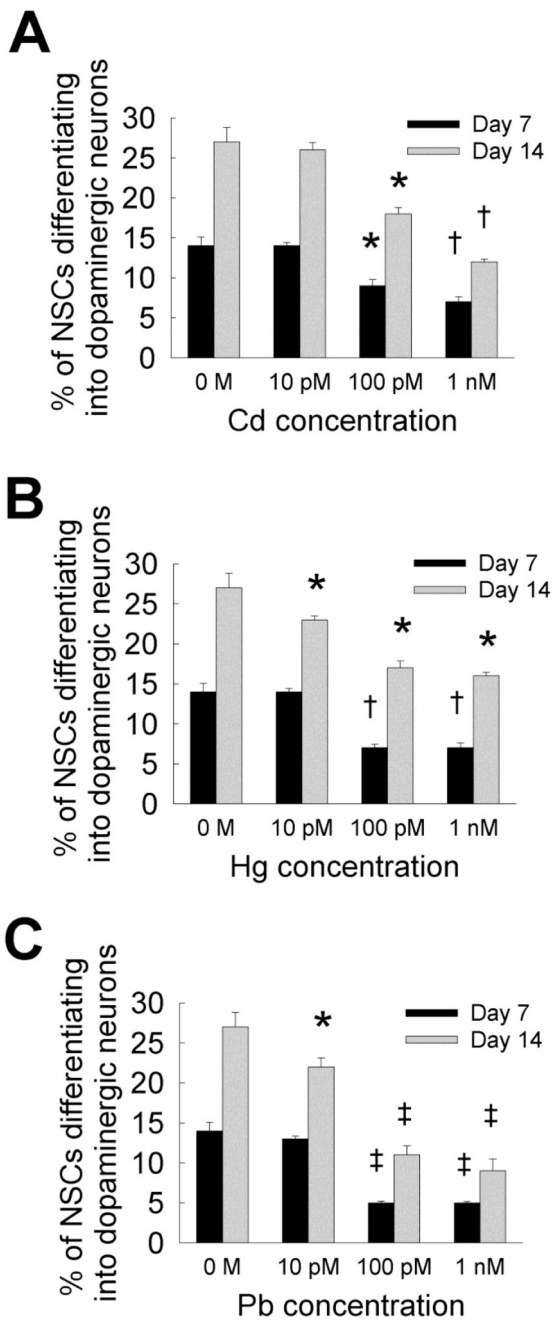 A
% of NSCs differentiating
into dopaminergic neurons
30
25
20
15
10
5
0
Day 7
Day 14
*
*
†
†
0 M 10 pM 100 pM 1 nM
Cd concentration
B
% of NSCs differentiating
into dopaminergic neurons
30
25
20
15
10
5
0
Day 7
Day 14
*
*
*
†
†
0 M 10 pM 100 pM 1 nM
Hg concentration
C
% of NSCs differentiating
into dopaminergic neurons
30
25
20
15
10
5
0
Day 7
Day 14
*
‡
‡
‡
‡
0 M 10 pM 100 pM 1 nM
Pb concentration